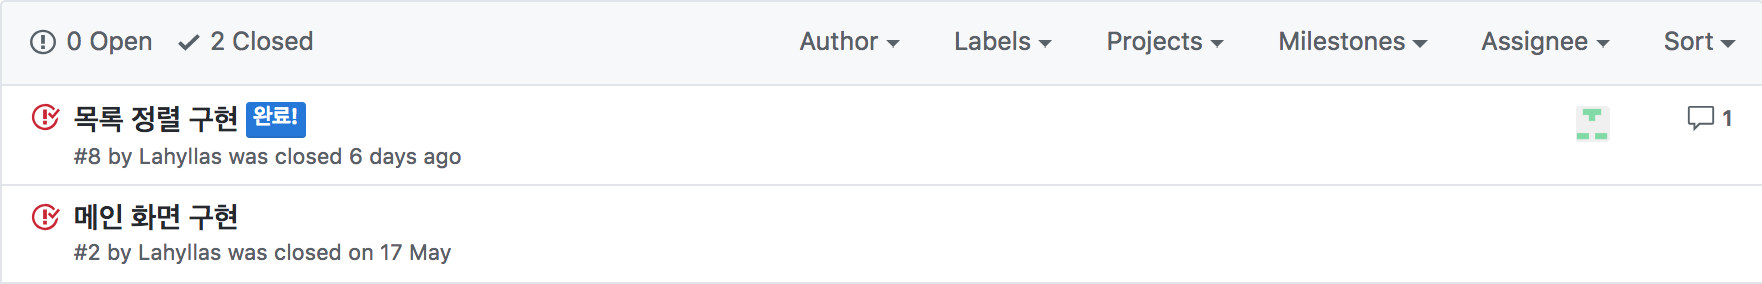 0 Open 2 Closed Author Labels Projects Milestones Assignee Sort
목록 정렬 구현 완료! 1
#8 by Lahyllas was closed 6 days ago
메인 화면 구현
#2 by Lahyllas was closed on 17 May